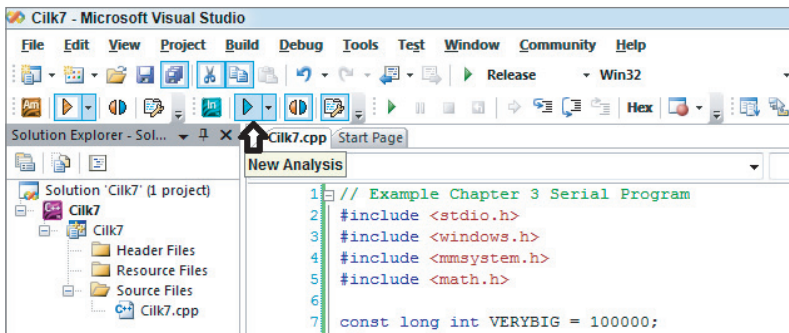 Cilk7 - Microsoft Visual Studio
File Edit View Project Build Debug Tools Test Window Community Help
Release Win32
Am Hex
Solution Explorer - Sol... Cilk7.cpp Start Page
New Analysis
Solution 'Cilk7' (1 project)
Cilk7
Cilk7
Header Files
Resource Files
Source Files
Cilk7.cpp
1 // Example Chapter 3 Serial Program
2 #include <stdio.h>
3 #include <windows.h>
4 #include <mmsystem.h>
5 #include <math.h>
6
7 const long int VERYBIG = 100000;